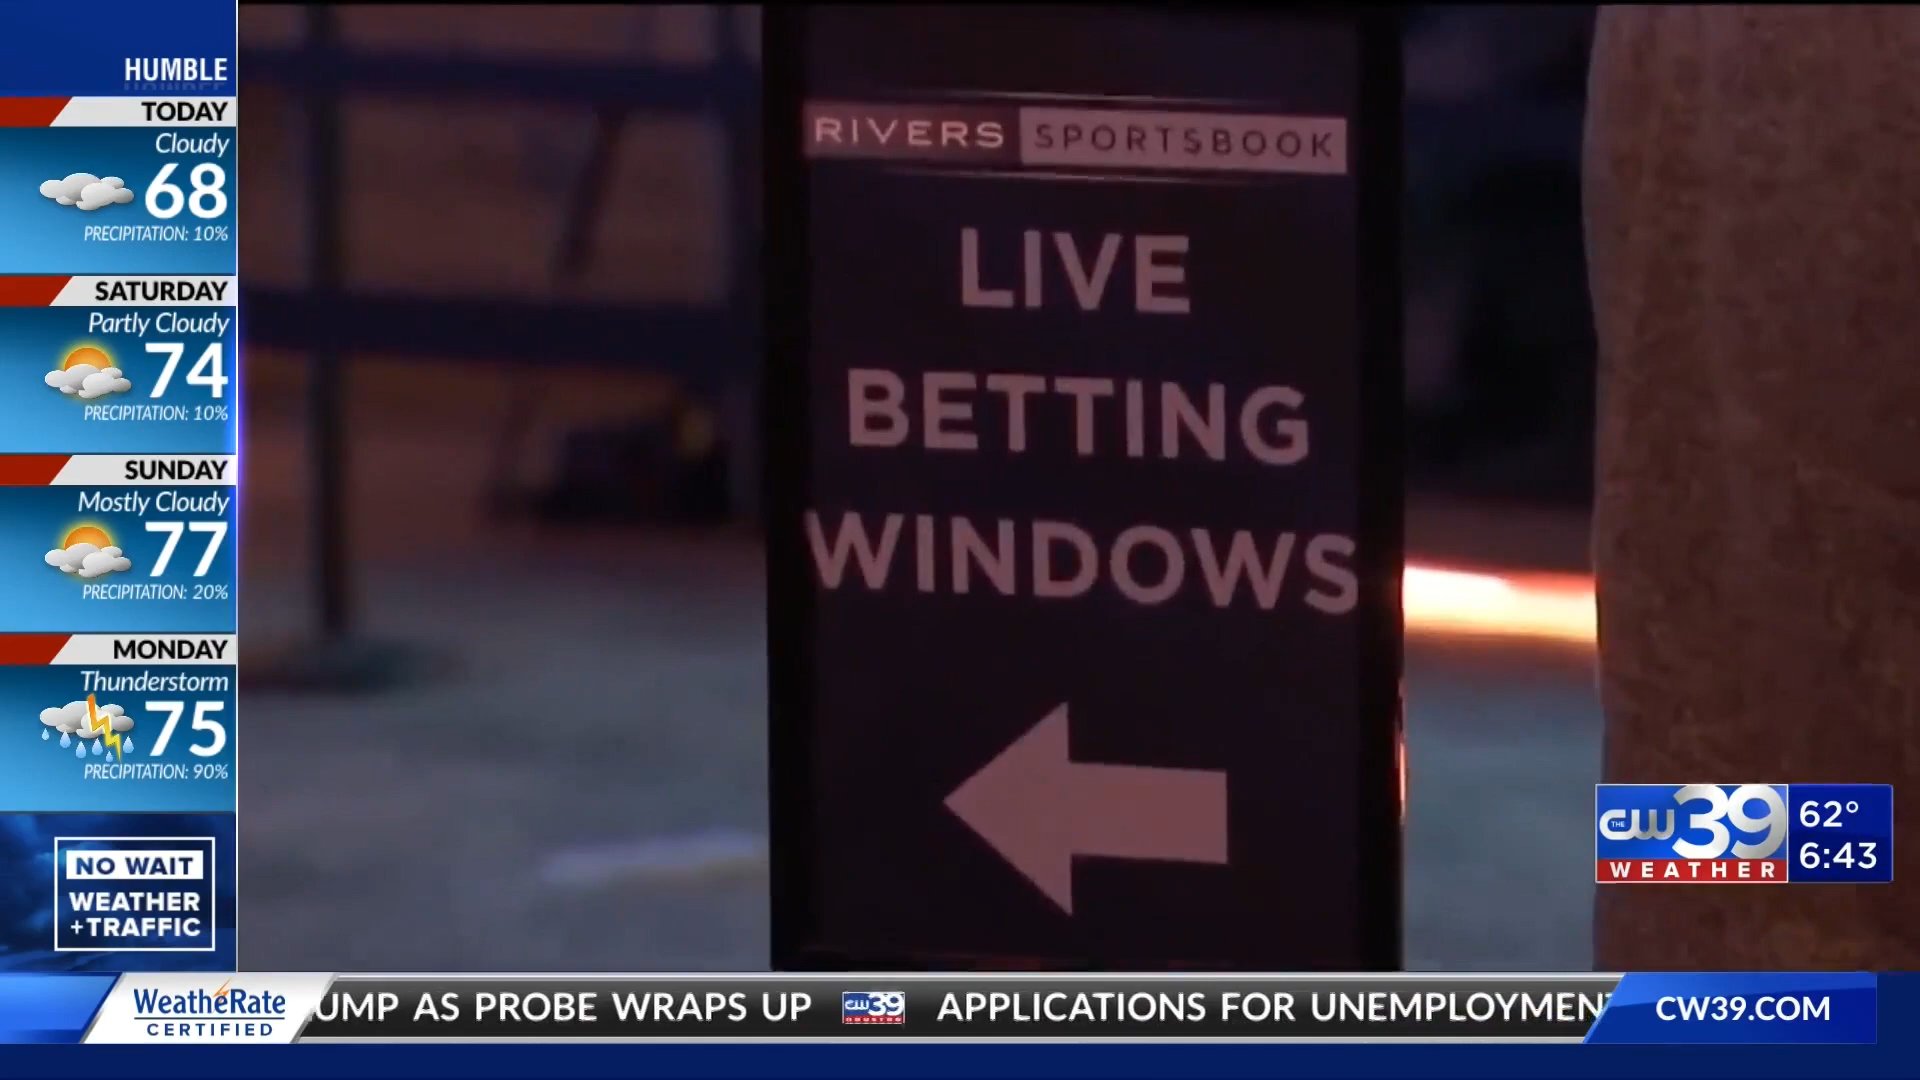 HUMBLE
TODAY
Cloudy
68
PRECIPITATION: 10%
SATURDAY
Partly Cloudy
74
PRECIPITATION: 10%
SUNDAY
Mostly Cloudy
77
PRECIPITATION: 20%
MONDAY
Thunderstorm
75
PRECIPITATION: 90%
NO WAIT
WEATHER
+TRAFFIC
RIVERS SPORTSBOOK
LIVE
BETTING
WINDOWS
THE CW 39
WEATHER
62°
6:43
WeatheRate
CERTIFIED
UMP AS PROBE WRAPS UP CW39 HOUSTON APPLICATIONS FOR UNEMPLOYMENT
CW39.COM